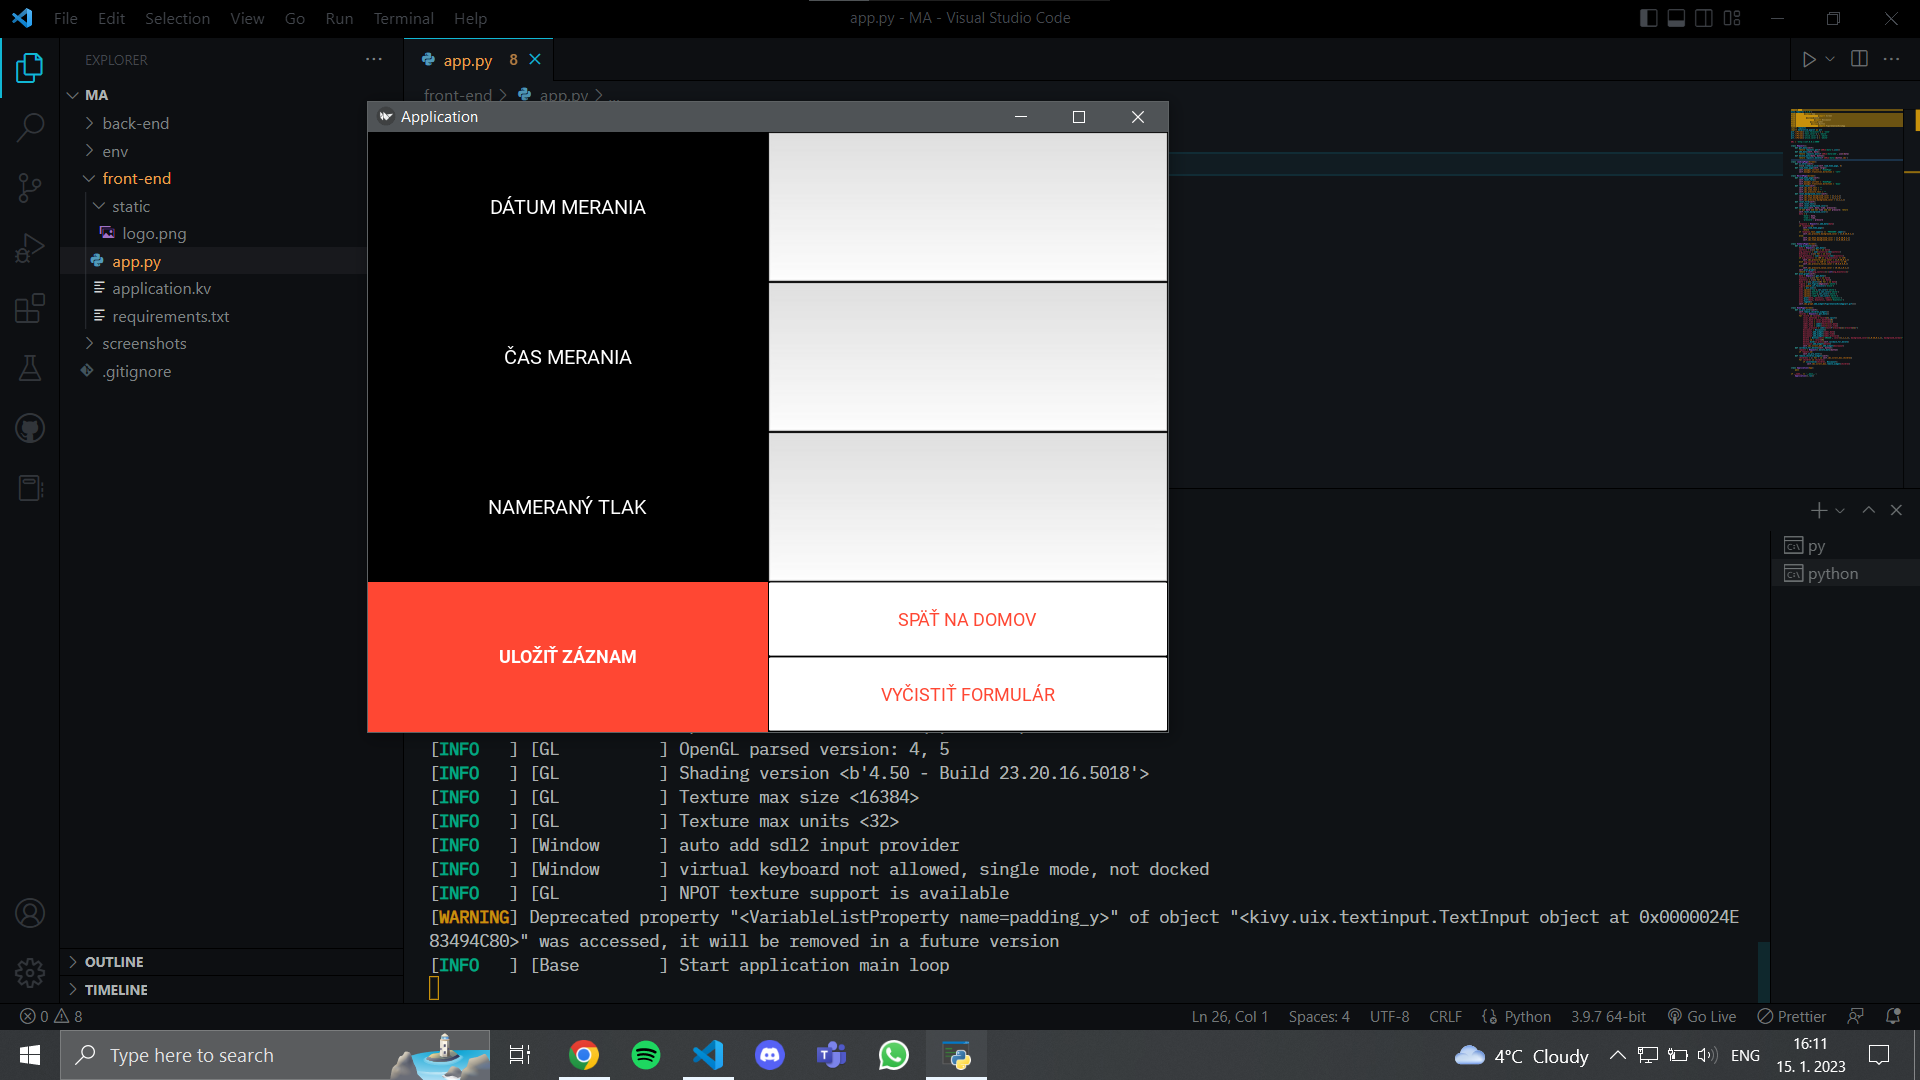 File Edit Selection View Go Run Terminal Help
app.py - MA - Visual Studio Code
EXPLORER
app.py 8
front-end > app.py > ...
MA
back-end
env
front-end
static
logo.png
app.py
application.kv
requirements.txt
screenshots
.gitignore
Application
DÁTUM MERANIA
ČAS MERANIA
NAMERANÝ TLAK
ULOŽIŤ ZÁZNAM
SPÄŤ NA DOMOV
VYČISTIŤ FORMULÁR
py
python
[INFO   ] [GL          ] OpenGL parsed version: 4, 5
[INFO   ] [GL          ] Shading version <b'4.50 - Build 23.20.16.5018'>
[INFO   ] [GL          ] Texture max size <16384>
[INFO   ] [GL          ] Texture max units <32>
[INFO   ] [Window      ] auto add sdl2 input provider
[INFO   ] [Window      ] virtual keyboard not allowed, single mode, not docked
[INFO   ] [GL          ] NPOT texture support is available
[WARNING] Deprecated property "<VariableListProperty name=padding_y>" of object "<kivy.uix.textinput.TextInput object at 0x0000024E
83494C80>" was accessed, it will be removed in a future version
[INFO   ] [Base        ] Start application main loop
OUTLINE
TIMELINE
0 8
Ln 26, Col 1 Spaces: 4 UTF-8 CRLF Python 3.9.7 64-bit Go Live Prettier
Type here to search
4°C Cloudy
ENG
16:11
15. 1. 2023